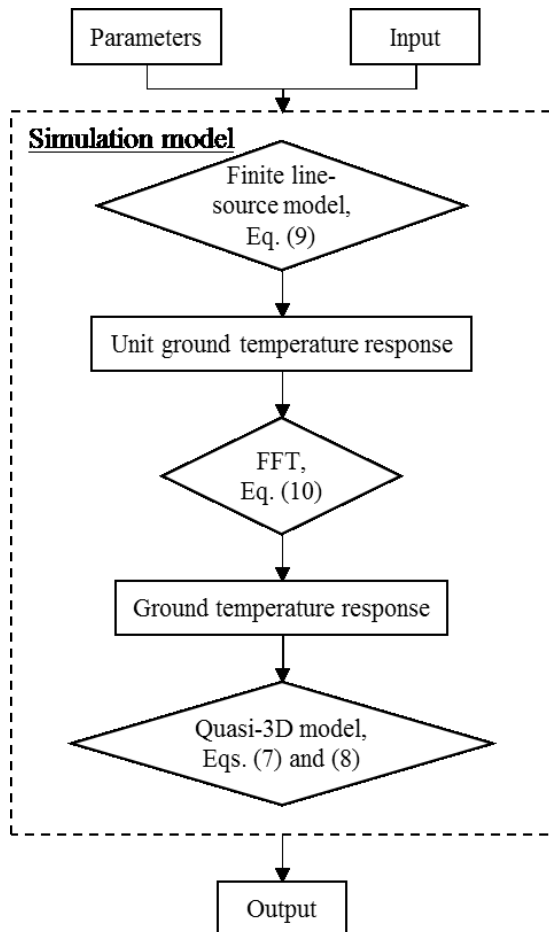 Parameters
Input
Simulation model
Finite line-
source model,
Eq. (9)
Unit ground temperature response
FFT,
Eq. (10)
Ground temperature response
Quasi-3D model,
Eqs. (7) and (8)
Output